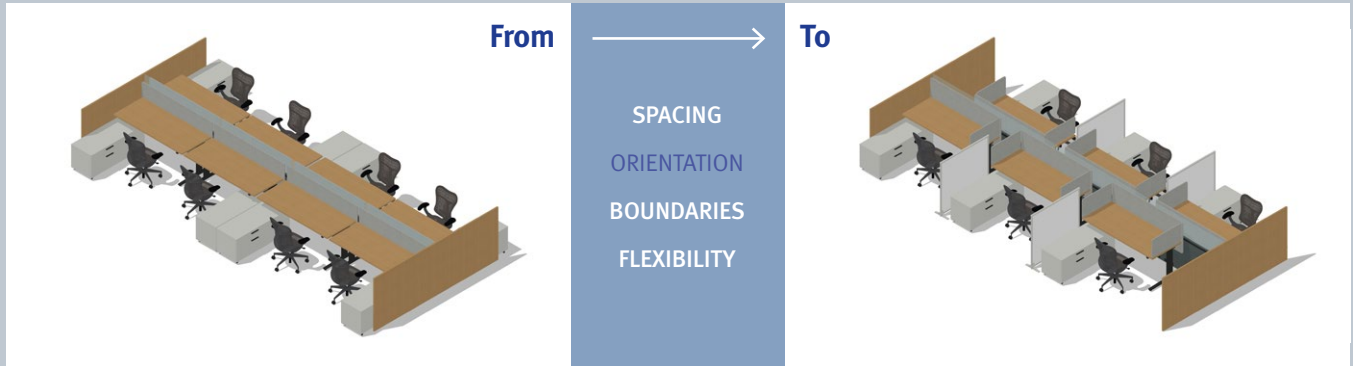 From
To
SPACING
ORIENTATION
BOUNDARIES
FLEXIBILITY